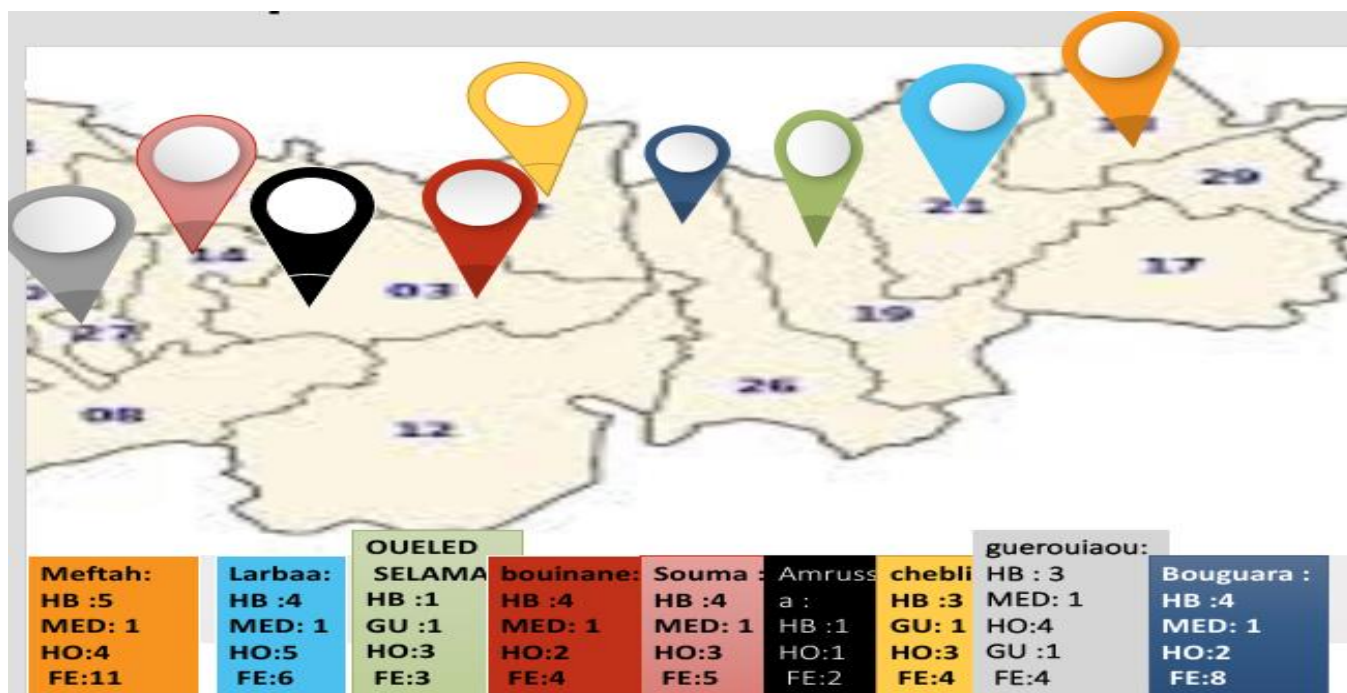 29
14
21
17
03
27
19
26
08
12
Meftah:
HB :5
MED: 1
HO:4
FE:11
Larbaa:
HB :4
MED: 1
HO:5
FE:6
OUELED
SELAMA
HB :1
GU :1
HO:3
FE:3
bouinane:
HB :4
MED: 1
HO:2
FE:4
Souma :
HB :4
MED: 1
HO:3
FE:5
Amruss
a :
HB :1
HO:1
FE:2
chebli
HB :3
GU: 1
HO:3
FE:4
guerouiaou:
HB : 3
MED: 1
HO:4
GU :1
FE:4
Bouguara :
HB :4
MED: 1
HO:2
FE:8